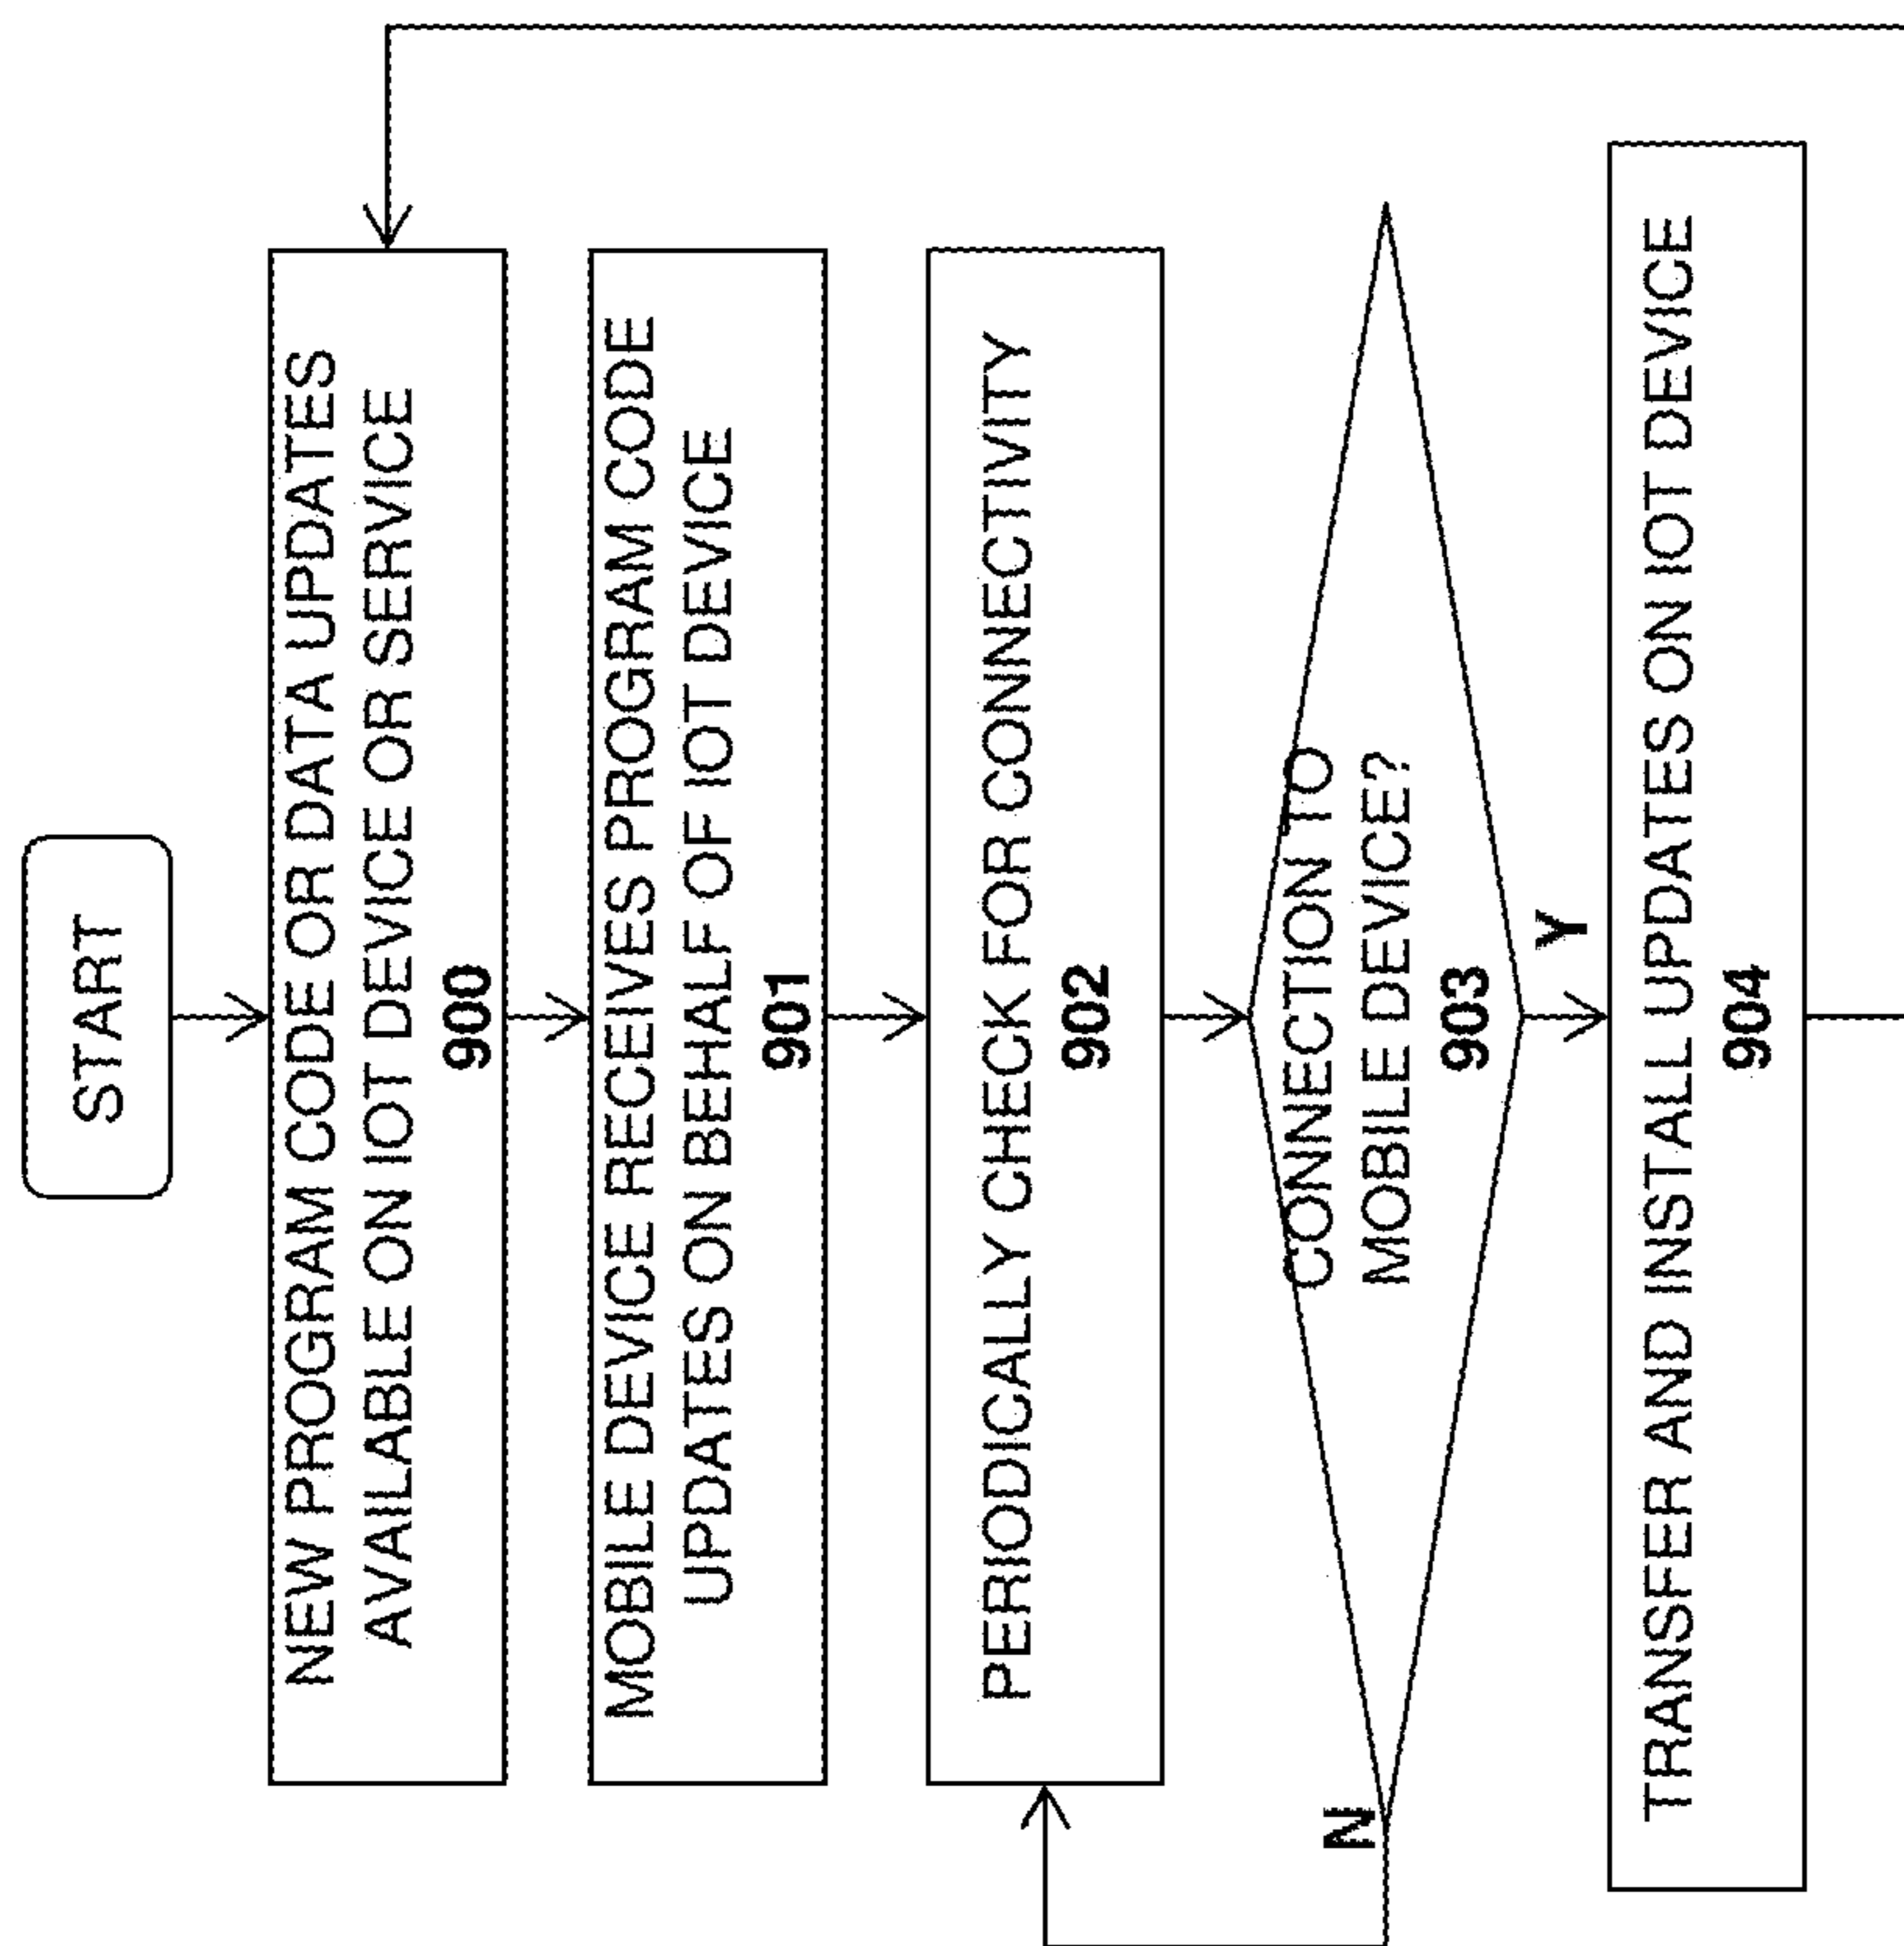 START
NEW PROGRAM CODE OR DATA UPDATES
AVAILABLE ON IOT DEVICE OR SERVICE
900
MOBILE DEVICE RECEIVES PROGRAM CODE
UPDATES ON BEHALF OF IOT DEVICE
901
PERIODICALLY CHECK FOR CONNECTIVITY
902
CONNECTION TO
MOBILE DEVICE?
903
N
Y
TRANSFER AND INSTALL UPDATES ON IOT DEVICE
904